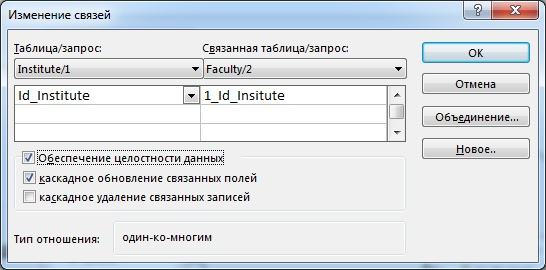 Изменение связей
Таблица/запрос: Связанная таблица/запрос:
Institute/1 Faculty/2
Id_Institute 1_Id_Insitute
Обеспечение целостности данных
каскадное обновление связанных полей
каскадное удаление связанных записей
Тип отношения: один-ко-многим
ОК
Отмена
Объединение...
Новое..